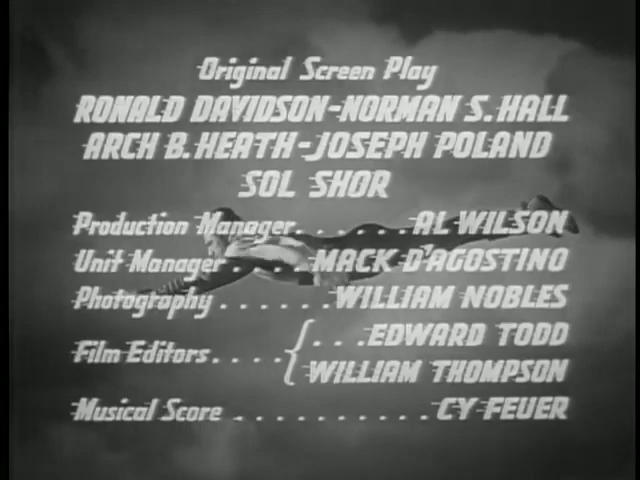 Original Screen Play
RONALD DAVIDSON-NORMAN S. HALL
ARCH B. HEATH-JOSEPH POLAND
SOL SHOR
Production Manager.......AL WILSON
Unit Manager....MACK D'AGOSTINO
Photography......WILLIAM NOBLES
Film Editors....{...EDWARD TODD
WILLIAM THOMPSON
Musical Score...........CY FEUER